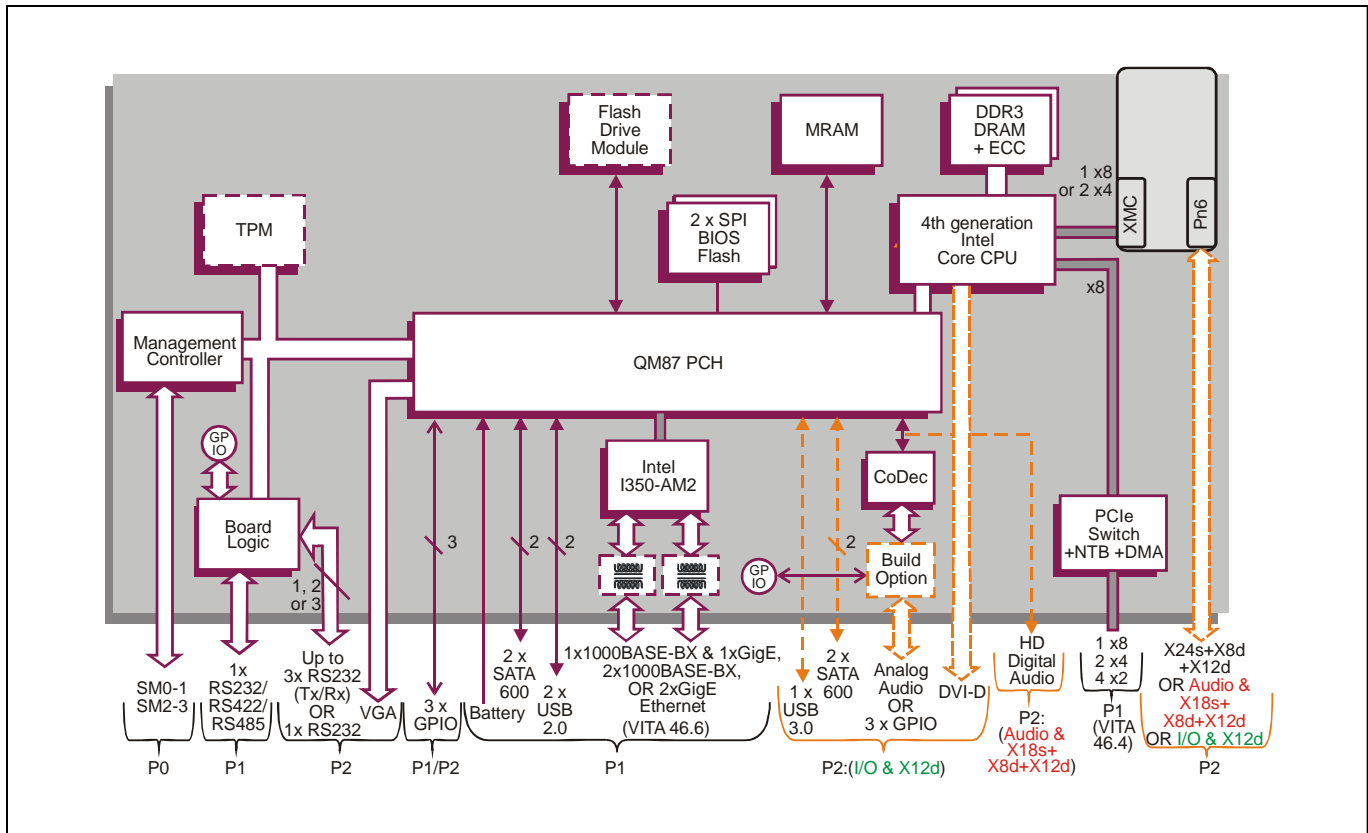 Flash
Drive
Module
MRAM
DDR3
DRAM
+ ECC
1 x8
or 2 x4
XMC
Pn6
TPM
2 x SPI
BIOS
Flash
4th generation
Intel
Core CPU
x8
Management
Controller
QM87 PCH
GP
IO
Intel
I350-AM2
CoDec
Board
Logic
1, 2
or 3
3
2
2
2
GP
IO
Build
Option
PCIe
Switch
+NTB +DMA
SM0-1
SM2-3
P0
1x
RS232/
RS422/
RS485
P1
Up to
3x RS232
(Tx/Rx)
OR
1x RS232
VGA
P2
3 x
GPIO
P1/P2
Battery
2 x
SATA
600
2 x
USB
2.0
1x1000BASE-BX & 1xGigE,
2x1000BASE-BX,
OR 2xGigE
Ethernet
(VITA 46.6)
P1
1 x
USB
3.0
2 x
SATA
600
Analog
Audio
OR
3 x GPIO
DVI-D
P2:(I/O & X12d)
HD
Digital
Audio
P2:
(Audio &
X18s+
X8d+X12d)
1 x8
2 x4
4 x2
P1
(VITA
46.4)
X24s+X8d
+X12d
OR Audio &
X18s+
X8d+X12d
OR I/O & X12d
P2